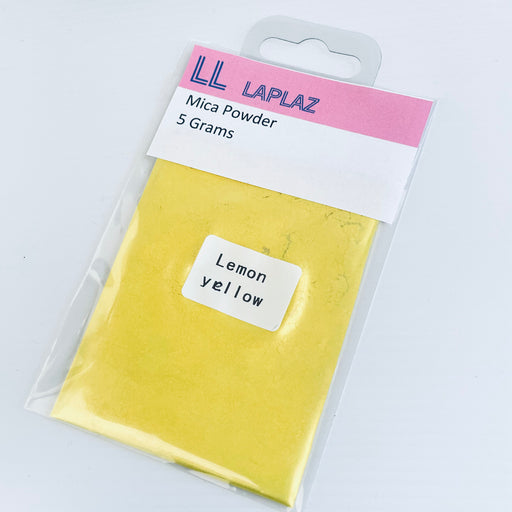 LL LAPLAZ
Mica Powder
5 Grams
Lemon
yellow